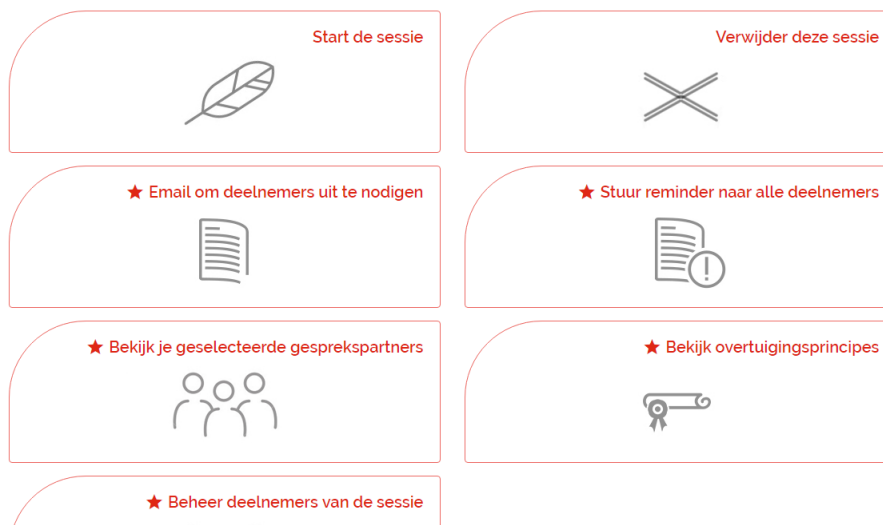 Start de sessie
Verwijder deze sessie
Email om deelnemers uit te nodigen
Stuur reminder naar alle deelnemers
Bekijk je geselecteerde gesprekspartners
Bekijk overtuigingsprincipes
Beheer deelnemers van de sessie